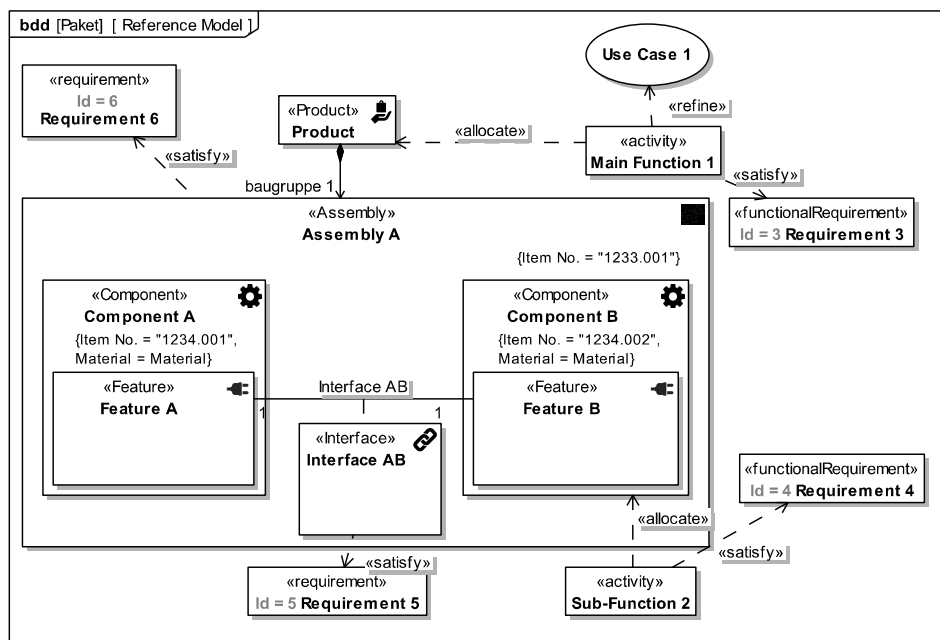 bdd [Paket] [ Reference Model ]
Use Case 1
«requirement»
Id = 6
Requirement 6
«refine»
«Product»
Product
«allocate»
«activity»
Main Function 1
«satisfy»
«satisfy»
baugruppe 1
«Assembly»
Assembly A
«functionalRequirement»
Id = 3 Requirement 3
{Item No. = "1233.001"}
«Component»
Component A
{Item No. = "1234.001",
Material = Material}
«Component»
Component B
{Item No. = "1234.002",
Material = Material}
«Feature»
Feature A
Interface AB
«Feature»
Feature B
1
1
«Interface»
Interface AB
«functionalRequirement»
Id = 4 Requirement 4
«allocate»
«satisfy»
«satisfy»
«requirement»
Id = 5 Requirement 5
«activity»
Sub-Function 2